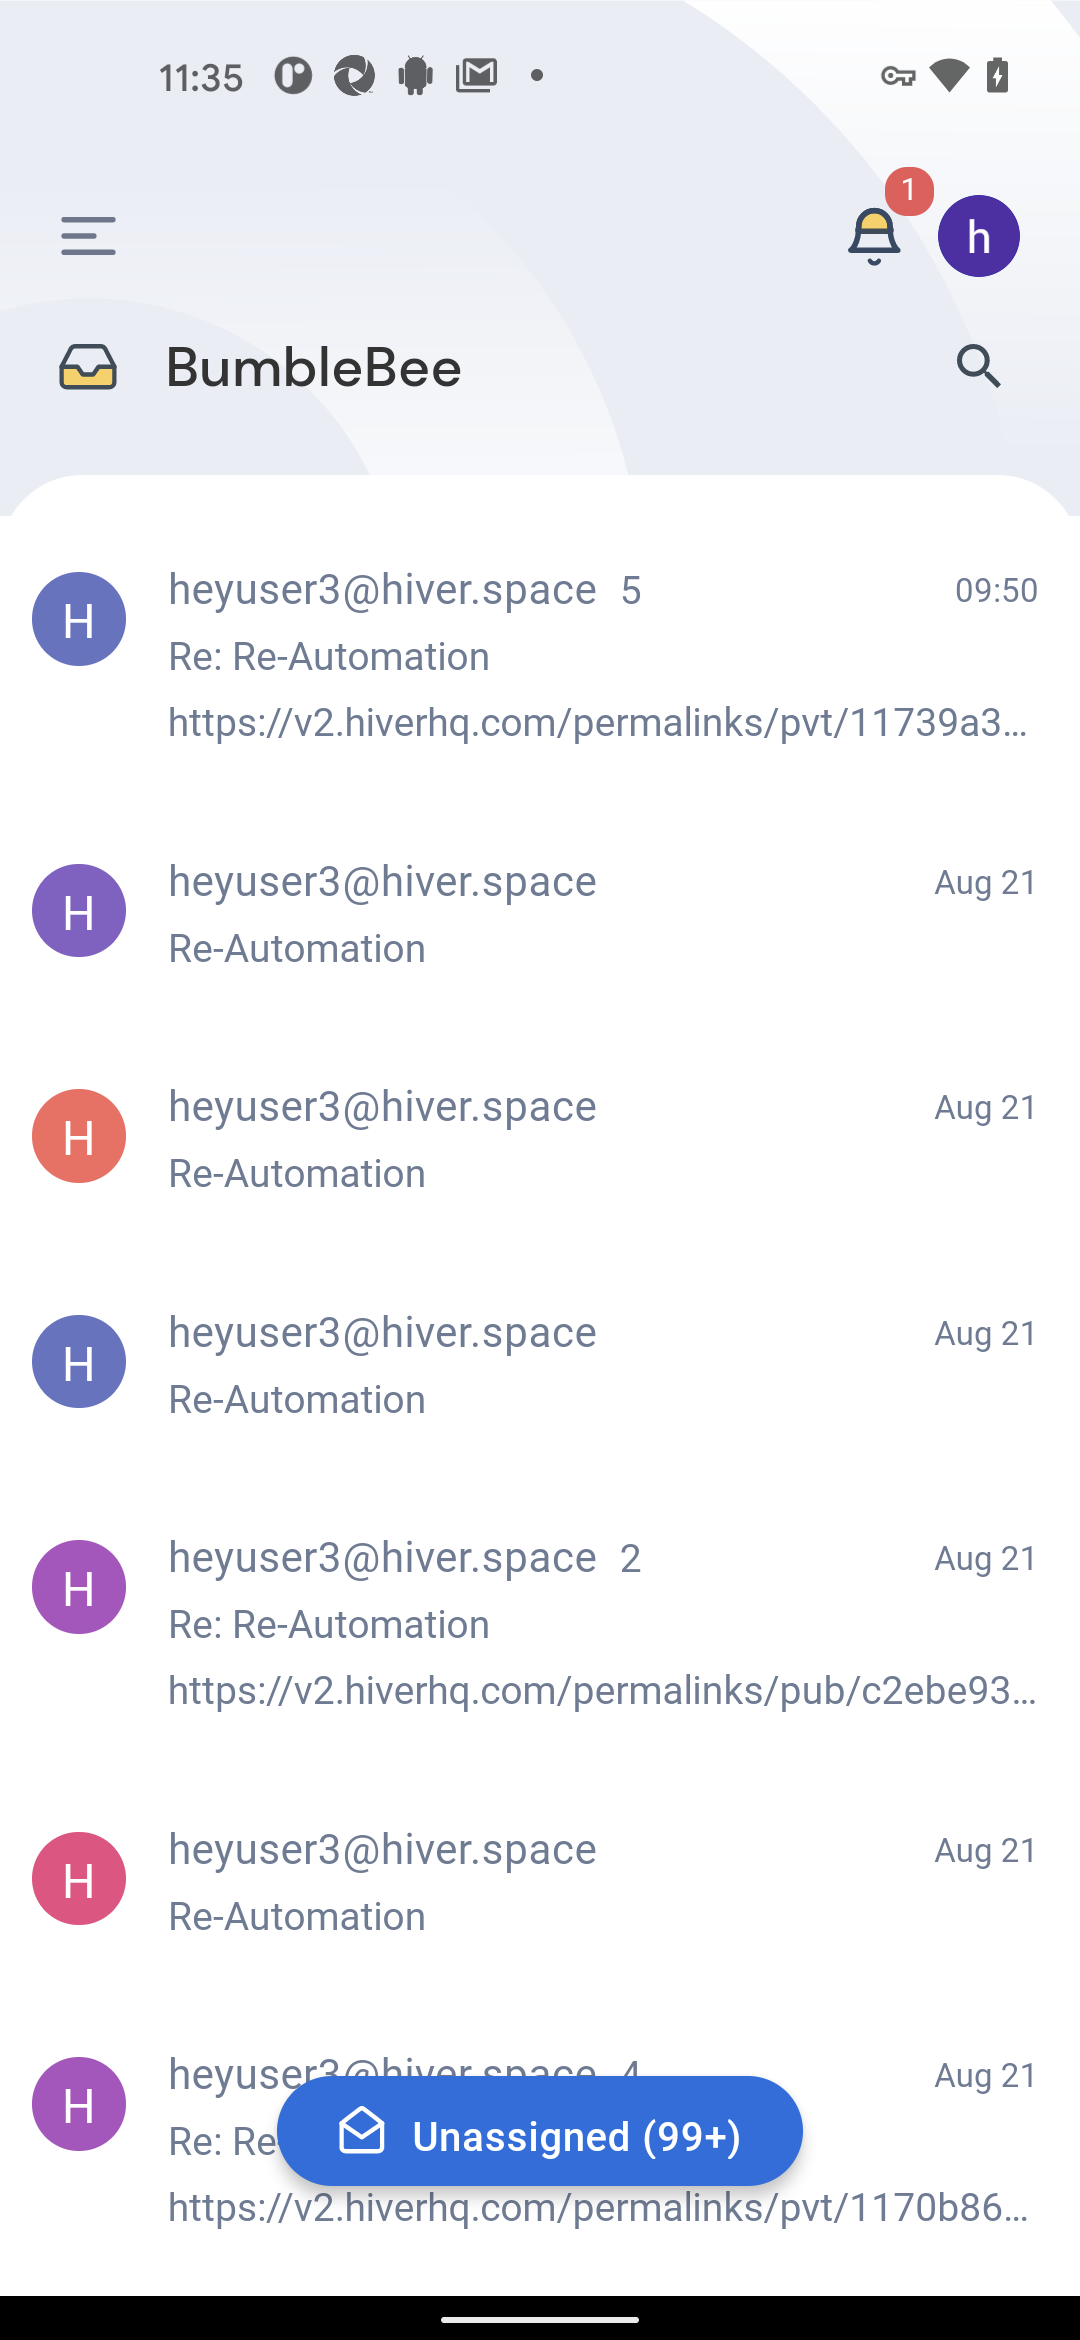 11:35
1
h
BumbleBee
H
heyuser3@hiver.space 5 09:50
Re: Re-Automation
https://v2.hiverhq.com/permalinks/pvt/11739a3...
H
heyuser3@hiver.space Aug 21
Re-Automation
H
heyuser3@hiver.space Aug 21
Re-Automation
H
heyuser3@hiver.space Aug 21
Re-Automation
H
heyuser3@hiver.space 2 Aug 21
Re: Re-Automation
https://v2.hiverhq.com/permalinks/pub/c2ebe93...
H
heyuser3@hiver.space Aug 21
Re-Automation
H
heyuser3@hiver.space 4 Aug 21
Re: Re
Unassigned (99+)
https://v2.hiverhq.com/permalinks/pvt/1170b86...